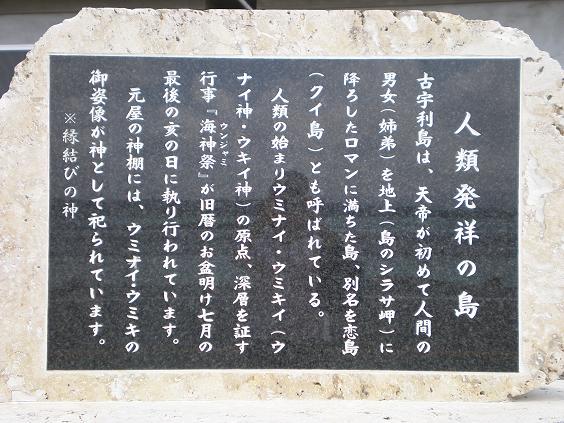 人類発祥の島
古宇利島は、天帝が初めて人間の
男女(姉弟)を地上(島のシラサ岬)に
降ろしたロマンに満ちた島、別名を恋島
(クイ島)とも呼ばれている。
人類の始まりウミナイ・ウミキイ(ウ
ナイ神・ウキイ神)の原点、深層を証す
行事『海神祭』が旧暦のお盆明け七月の
ウンジャミ
最後の亥の日に執り行われています。
元屋の神棚には、ウミナイ・ウミキの
御姿像が神として祀られています。
※縁結びの神